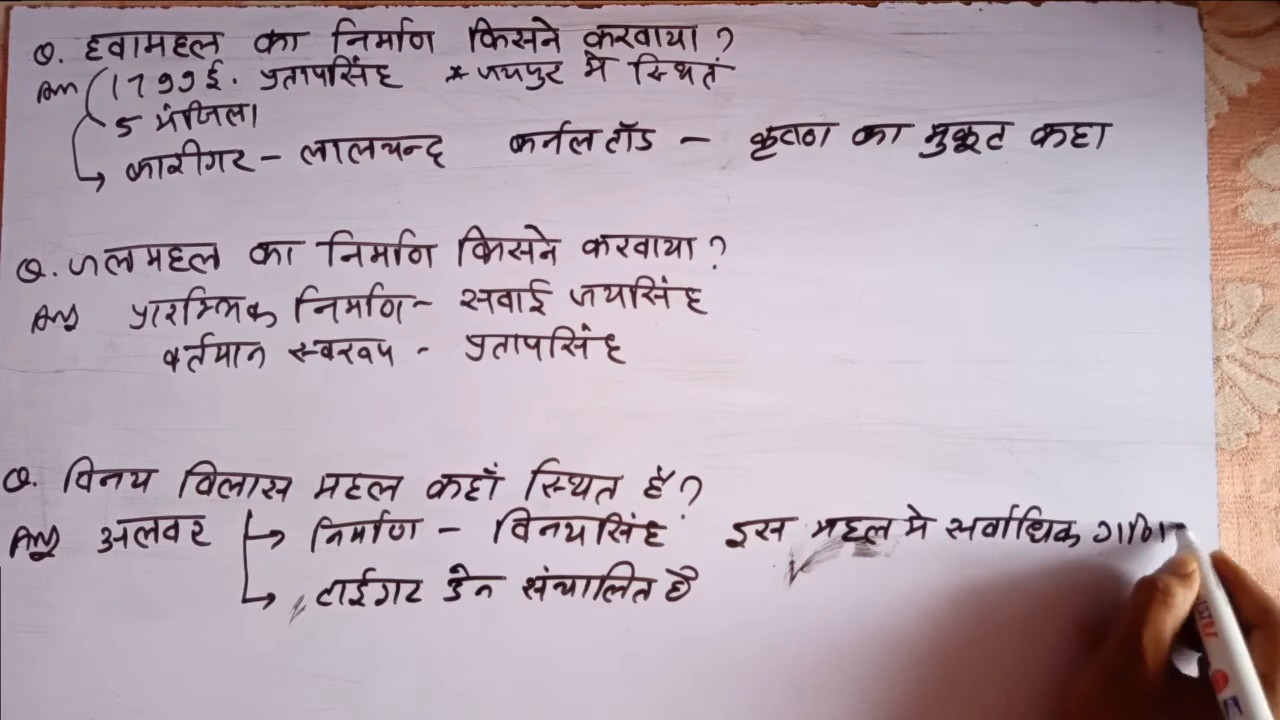 Q. हवामहल का निर्माण किसने करवाया ?
Ans 1799ई. प्रतापसिंह * जयपुर मे स्थित
5 मंजिला
→ कारीगर - लालचन्द कर्नल टॉड - कृष्ण का मुकूट कहा
Q. जलमहल का निर्माण किसने करवाया ?
Ans प्रारम्भिक निर्माण - सवाई जयसिंह
वर्तमान स्वरूप - प्रतापसिंह
Q. विनय विलास महल कहाँ स्थित है ?
Ans अलवर → निर्माण - विनयसिंह इस महल मे सर्वाधिक गणि
→ टाईगर डेन संचालित है